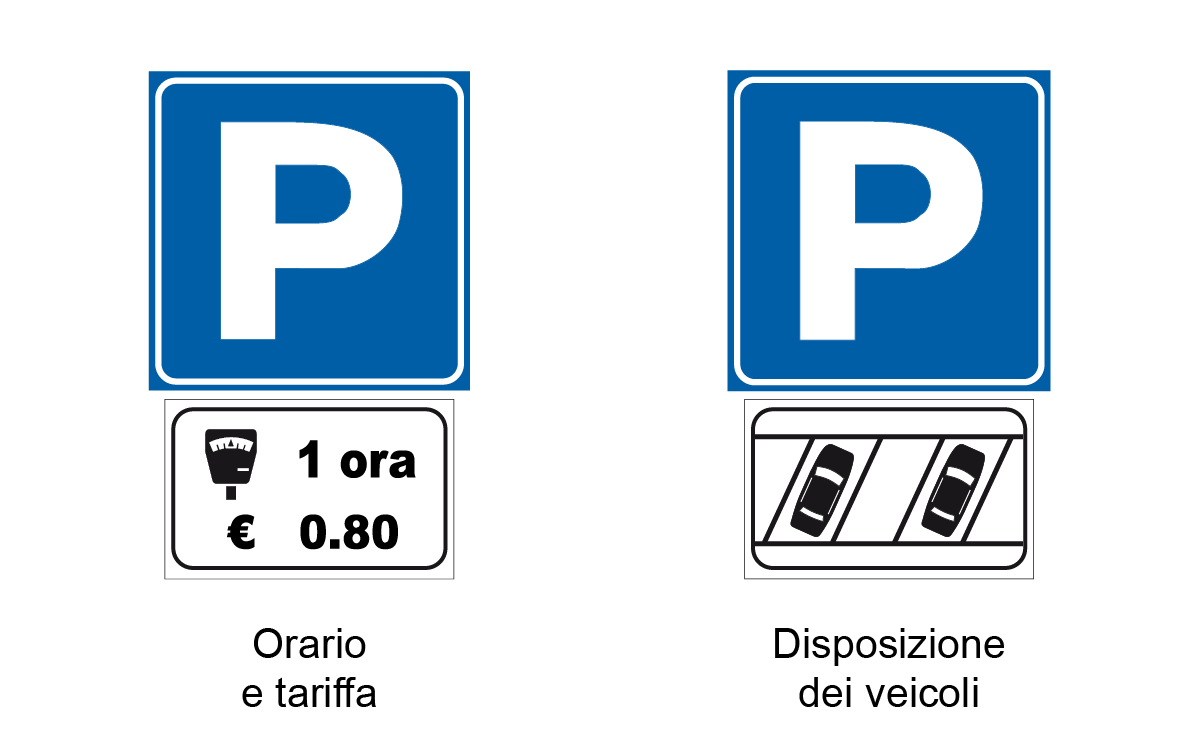 P
1 ora
€ 0.80
Orario
e tariffa
P
Disposizione
dei veicoli